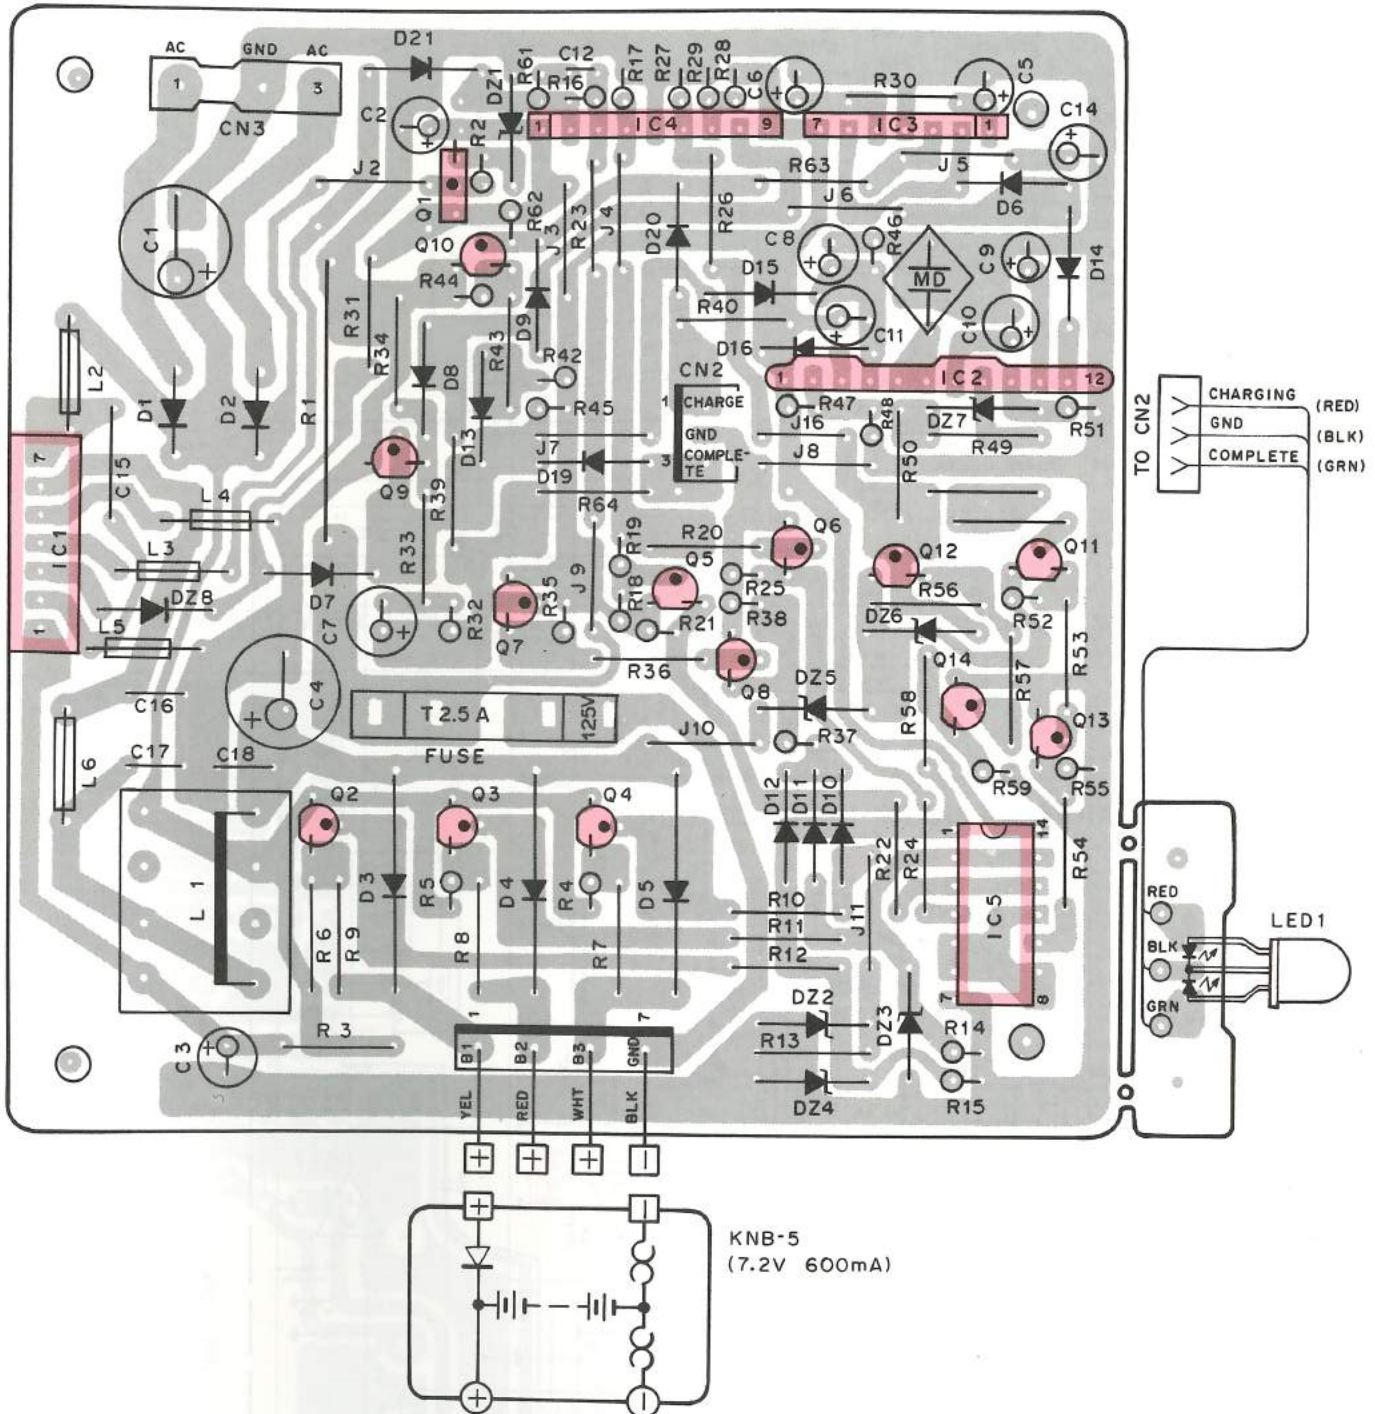 AC GND AC
1 3
CN3
D21
C2
R2
DZ1
R61
C12
R16
R17
R27
R29
R28
C6
R30
C5
C14
1 IC4 9
7 IC3 1
J2
Q1
R62
J3
R23
J4
D20
R26
R63
J6
J5
D6
C1
Q10
R44
D9
C8
R46
MD
C9
D14
D15
R40
C11
C10
R31
R34
R43
D8
R42
D16
1 IC2 12
L2
D1
D2
R1
D13
R45
CN2
1 CHARGE
GND
3 COMPLE-
TE
R47
R48
DZ7
R51
J16
R49
J7
J8
R50
D19
R64
TO CN2
CHARGING (RED)
GND (BLK)
COMPLETE (GRN)
7
IC1
1
C15
L4
Q9
R39
R33
L3
DZ8
D7
L5
C7
R32
Q7
R35
J9
R19
R18
R20
Q5
R21
R25
R38
Q6
Q12
R56
Q11
R52
DZ6
R53
R36
Q8
DZ5
Q14
R57
C16
C4
T2.5A 125V
FUSE
J10
R37
R58
Q13
L6
C17
C18
R59
R55
Q2
Q3
Q4
D12
D11
D10
1 14
IC5
7 8
R22
R24
R54
L1
D3
R5
D4
R4
D5
R6
R9
R8
R7
R10
R11
R12
J11
RED
BLK
GRN
LED1
C3
R3
1 7
B1 B2 B3 GND
DZ2
R13
DZ4
DZ3
R14
R15
YEL RED WHT BLK
+ + + −
+ −
KNB-5
(7.2V 600mA)
+ −